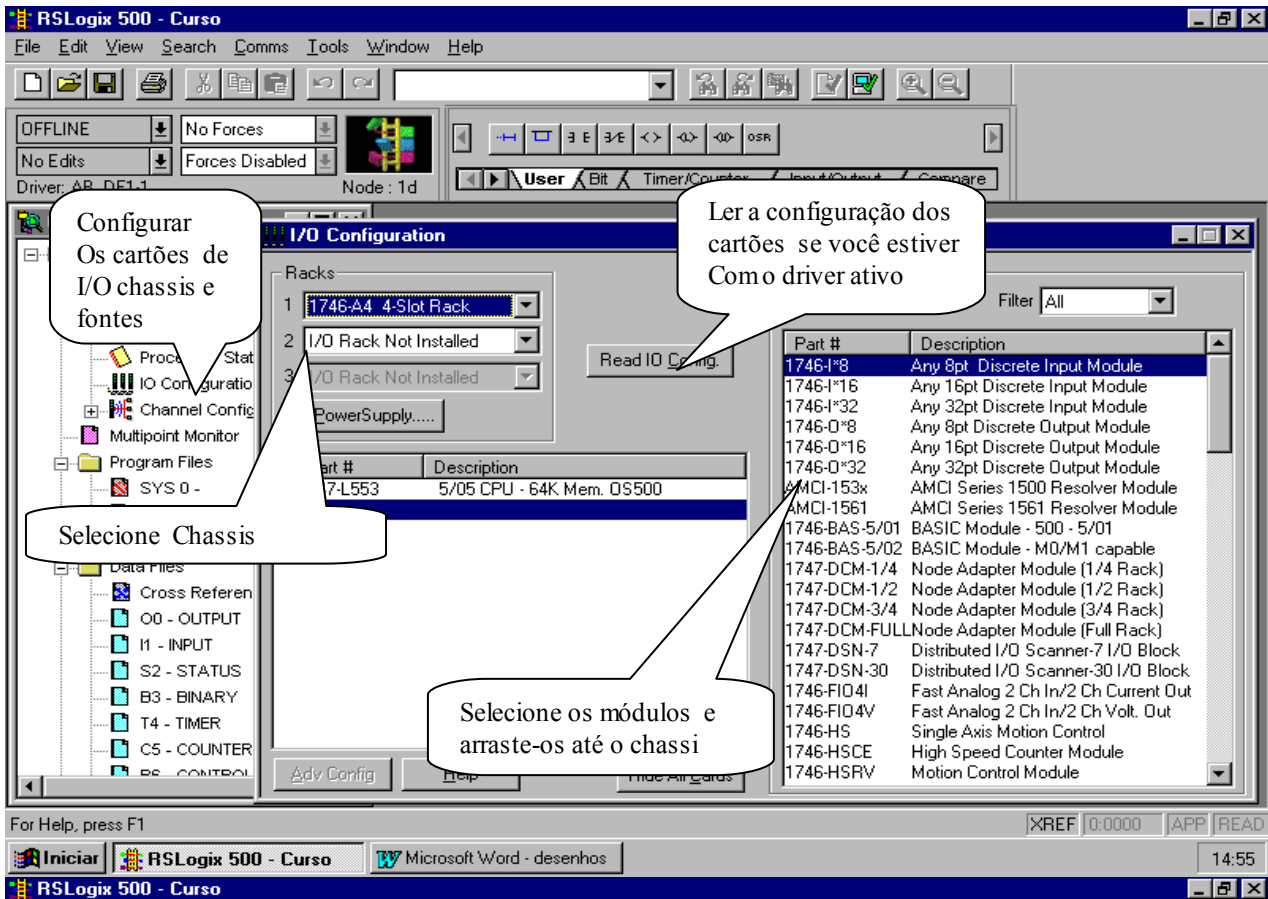 RSLogix 500 - Curso
File Edit View Search Comms Tools Window Help
OFFLINE No Forces
No Edits Forces Disabled
Driver: AB_DF1-1 Node : 1d
OSR
User Bit Timer/Counter Input/Output Compare
Configurar
Os cartões de
I/O chassis e
fontes
Ler a configuração dos
cartões se você estiver
Com o driver ativo
I/O Configuration
Racks
1 1746-A4 4-Slot Rack
2 I/O Rack Not Installed
3 I/O Rack Not Installed
PowerSupply.....
Read IO Config.
Filter All
Stat
IO
Channel Config
Multipoint Monitor
Program Files
SYS 0 -
Selecione Chassis
Data Files
Cross Referen
O0 - OUTPUT
I1 - INPUT
S2 - STATUS
B3 - BINARY
T4 - TIMER
C5 - COUNTER
Part # Description
5/05 CPU - 64K Mem. OS500
Selecione os módulos e
arraste-os até o chassi
Adv Config Help Hide All Cards
Part # Description
1746-I*8 Any 8pt Discrete Input Module
1746-I*16 Any 16pt Discrete Input Module
1746-I*32 Any 32pt Discrete Input Module
1746-O*8 Any 8pt Discrete Output Module
1746-O*16 Any 16pt Discrete Output Module
1746-O*32 Any 32pt Discrete Output Module
AMCI-153x AMCI Series 1500 Resolver Module
AMCI-1561 AMCI Series 1561 Resolver Module
1746-BAS-5/01 BASIC Module - 500 - 5/01
1746-BAS-5/02 BASIC Module - M0/M1 capable
1747-DCM-1/4 Node Adapter Module (1/4 Rack)
1747-DCM-1/2 Node Adapter Module (1/2 Rack)
1747-DCM-3/4 Node Adapter Module (3/4 Rack)
1747-DCM-FULL Node Adapter Module (Full Rack)
1747-DSN-7 Distributed I/O Scanner-7 I/O Block
1747-DSN-30 Distributed I/O Scanner-30 I/O Block
1746-FIO4I Fast Analog 2 Ch In/2 Ch Current Out
1746-FIO4V Fast Analog 2 Ch In/2 Ch Volt. Out
1746-HS Single Axis Motion Control
1746-HSCE High Speed Counter Module
1746-HSRV Motion Control Module
For Help, press F1 XREF 0:0000 APP READ
Iniciar RSLogix 500 - Curso Microsoft Word - desenhos 14:55
RSLogix 500 - Curso